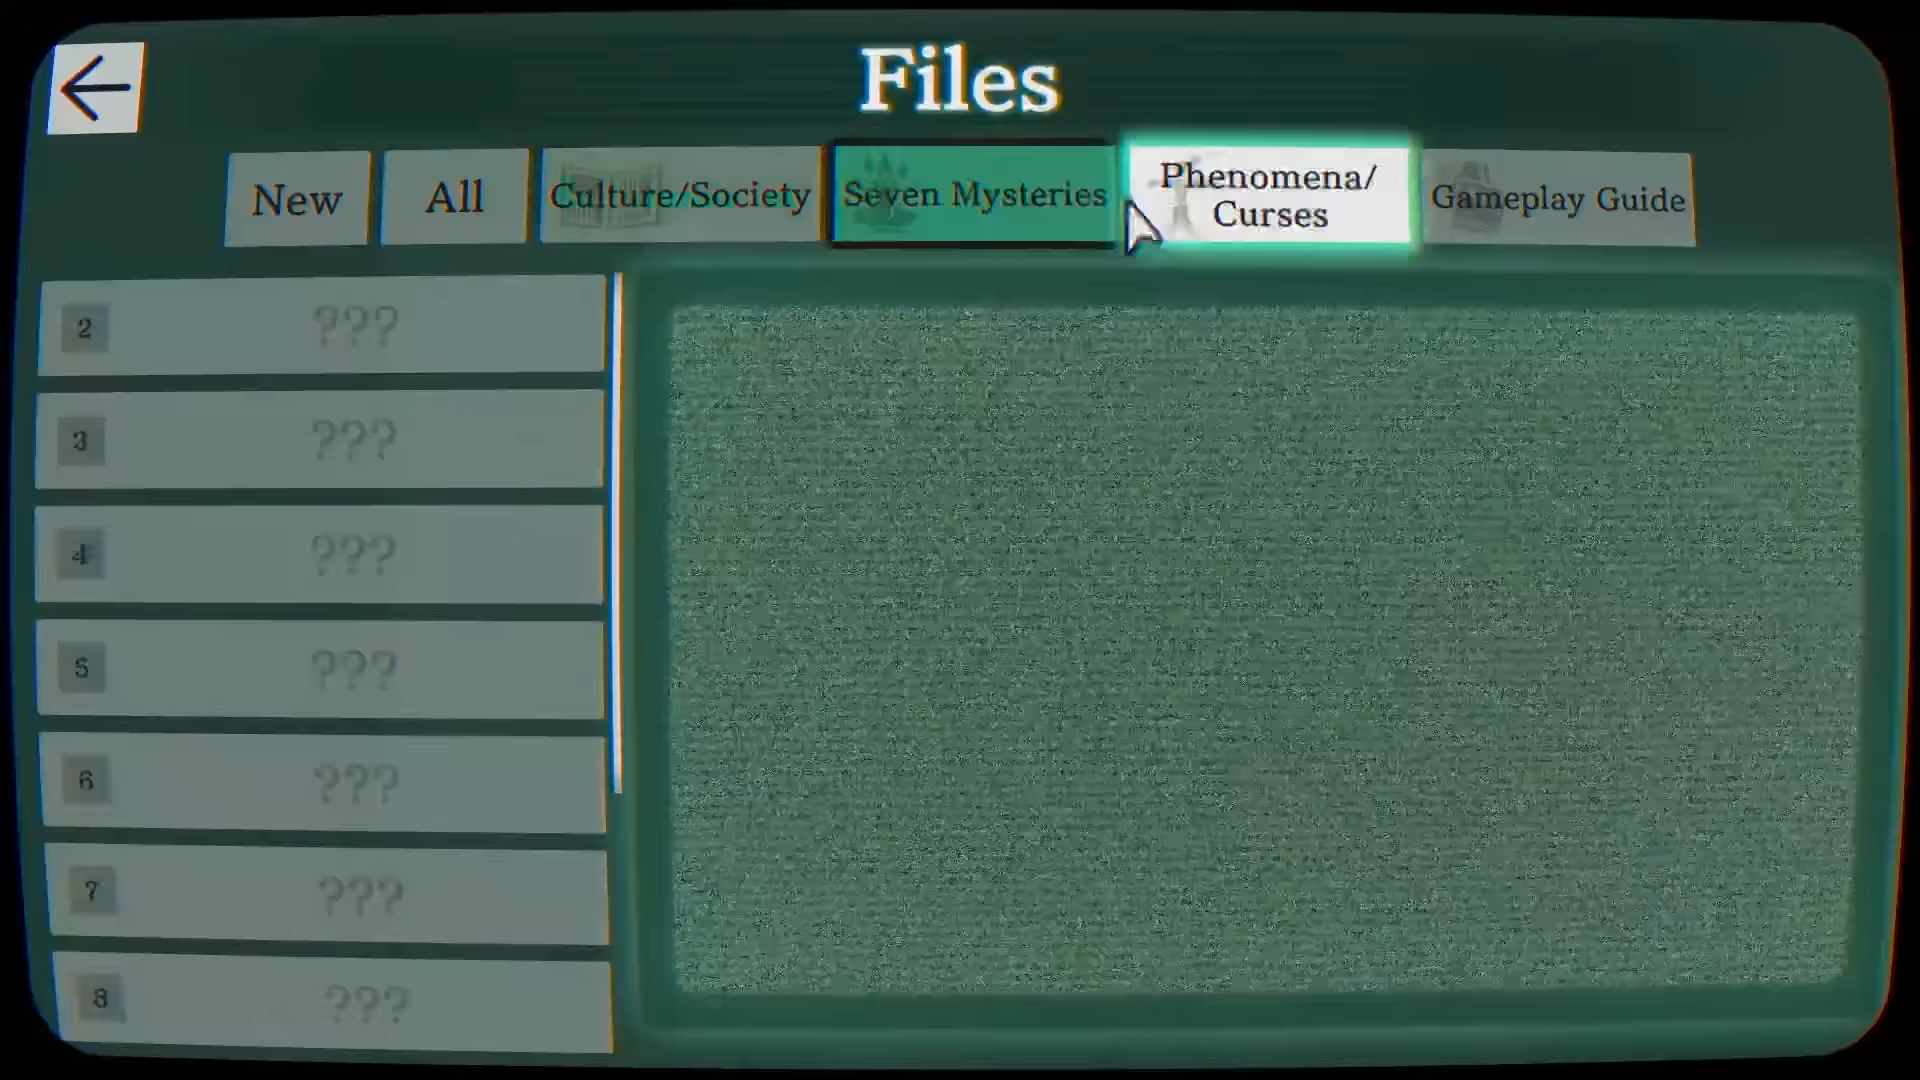 Files
New
All
Culture/Society
Seven Mysteries
Phenomena/
Curses
Gameplay Guide
2 ???
3 ???
4 ???
5 ???
6 ???
7 ???
8 ???